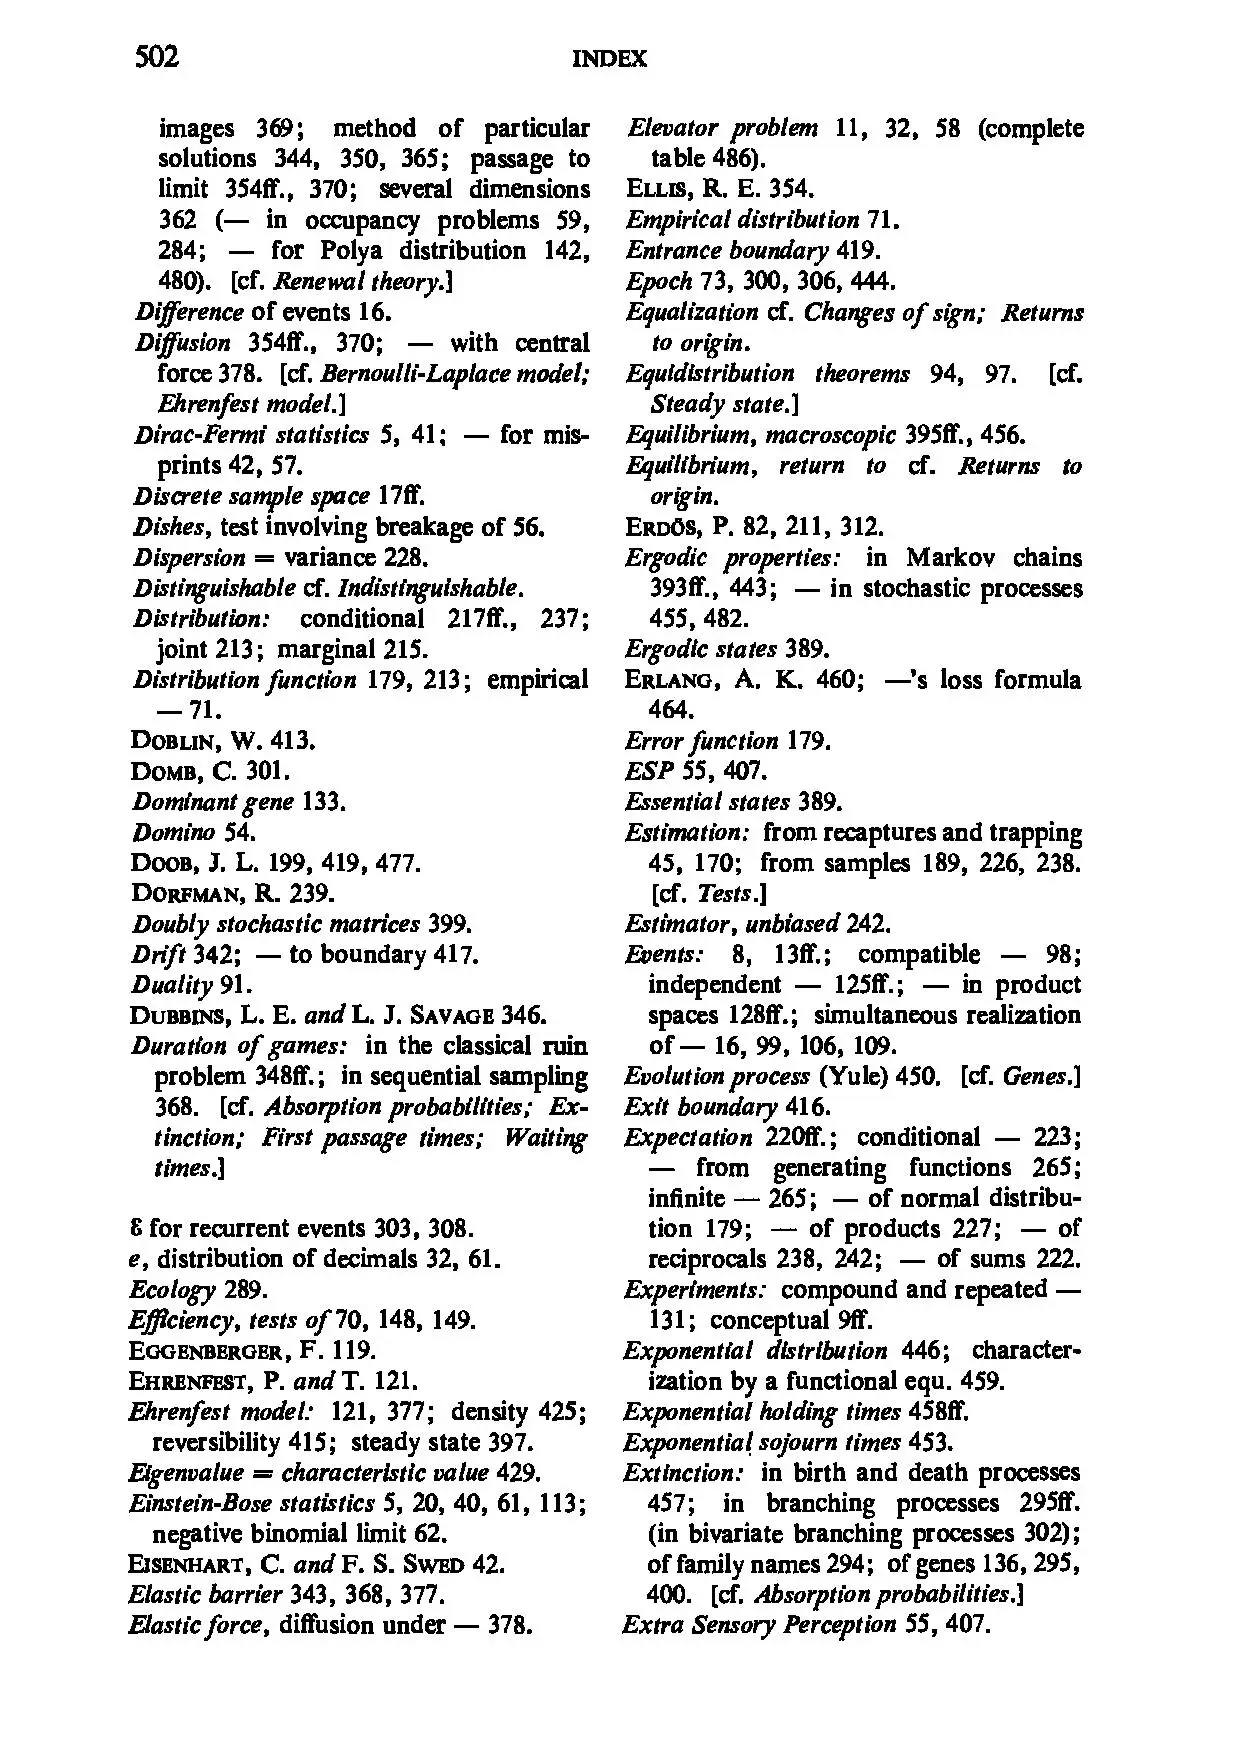 502
INDEX
images 369; method of particular
solutions 344, 350, 365; passage to
limit 354ff., 370; several dimensions
362 (— in occupancy problems 59,
284; — for Polya distribution 142,
480). [cf. Renewal theory.]
Difference of events 16.
Diffusion 354ff., 370; — with central
force 378. [cf. Bernoulli-Laplace model;
Ehrenfest model.]
Dirac-Fermi statistics 5, 41; — for mis-
prints 42, 57.
Discrete sample space 17ff.
Dishes, test involving breakage of 56.
Dispersion = variance 228.
Distinguishable cf. Indistinguishable.
Distribution: conditional 217ff., 237;
joint 213; marginal 215.
Distribution function 179, 213; empirical
— 71.
DOBLIN, W. 413.
DOMB, C. 301.
Dominant gene 133.
Domino 54.
DOOB, J. L. 199, 419, 477.
DORFMAN, R. 239.
Doubly stochastic matrices 399.
Drift 342; — to boundary 417.
Duality 91.
DUBBINS, L. E. and L. J. SAVAGE 346.
Duration of games: in the classical ruin
problem 348ff.; in sequential sampling
368. [cf. Absorption probabilities; Ex-
tinction; First passage times; Waiting
times.]
ℰ for recurrent events 303, 308.
e, distribution of decimals 32, 61.
Ecology 289.
Efficiency, tests of 70, 148, 149.
EGGENBERGER, F. 119.
EHRENFEST, P. and T. 121.
Ehrenfest model: 121, 377; density 425;
reversibility 415; steady state 397.
Eigenvalue = characteristic value 429.
Einstein-Bose statistics 5, 20, 40, 61, 113;
negative binomial limit 62.
EISENHART, C. and F. S. SWED 42.
Elastic barrier 343, 368, 377.
Elastic force, diffusion under — 378.
Elevator problem 11, 32, 58 (complete
table 486).
ELLIS, R. E. 354.
Empirical distribution 71.
Entrance boundary 419.
Epoch 73, 300, 306, 444.
Equalization cf. Changes of sign; Returns
to origin.
Equidistribution theorems 94, 97. [cf.
Steady state.]
Equilibrium, macroscopic 395ff., 456.
Equilibrium, return to cf. Returns to
origin.
ERDÖS, P. 82, 211, 312.
Ergodic properties: in Markov chains
393ff., 443; — in stochastic processes
455, 482.
Ergodic states 389.
ERLANG, A. K. 460; —'s loss formula
464.
Error function 179.
ESP 55, 407.
Essential states 389.
Estimation: from recaptures and trapping
45, 170; from samples 189, 226, 238.
[cf. Tests.]
Estimator, unbiased 242.
Events: 8, 13ff.; compatible — 98;
independent — 125ff.; — in product
spaces 128ff.; simultaneous realization
of — 16, 99, 106, 109.
Evolution process (Yule) 450. [cf. Genes.]
Exit boundary 416.
Expectation 220ff.; conditional — 223;
— from generating functions 265;
infinite — 265; — of normal distribu-
tion 179; — of products 227; — of
reciprocals 238, 242; — of sums 222.
Experiments: compound and repeated —
131; conceptual 9ff.
Exponential distribution 446; character-
ization by a functional equ. 459.
Exponential holding times 458ff.
Exponential sojourn times 453.
Extinction: in birth and death processes
457; in branching processes 295ff.
(in bivariate branching processes 302);
of family names 294; of genes 136, 295,
400. [cf. Absorption probabilities.]
Extra Sensory Perception 55, 407.